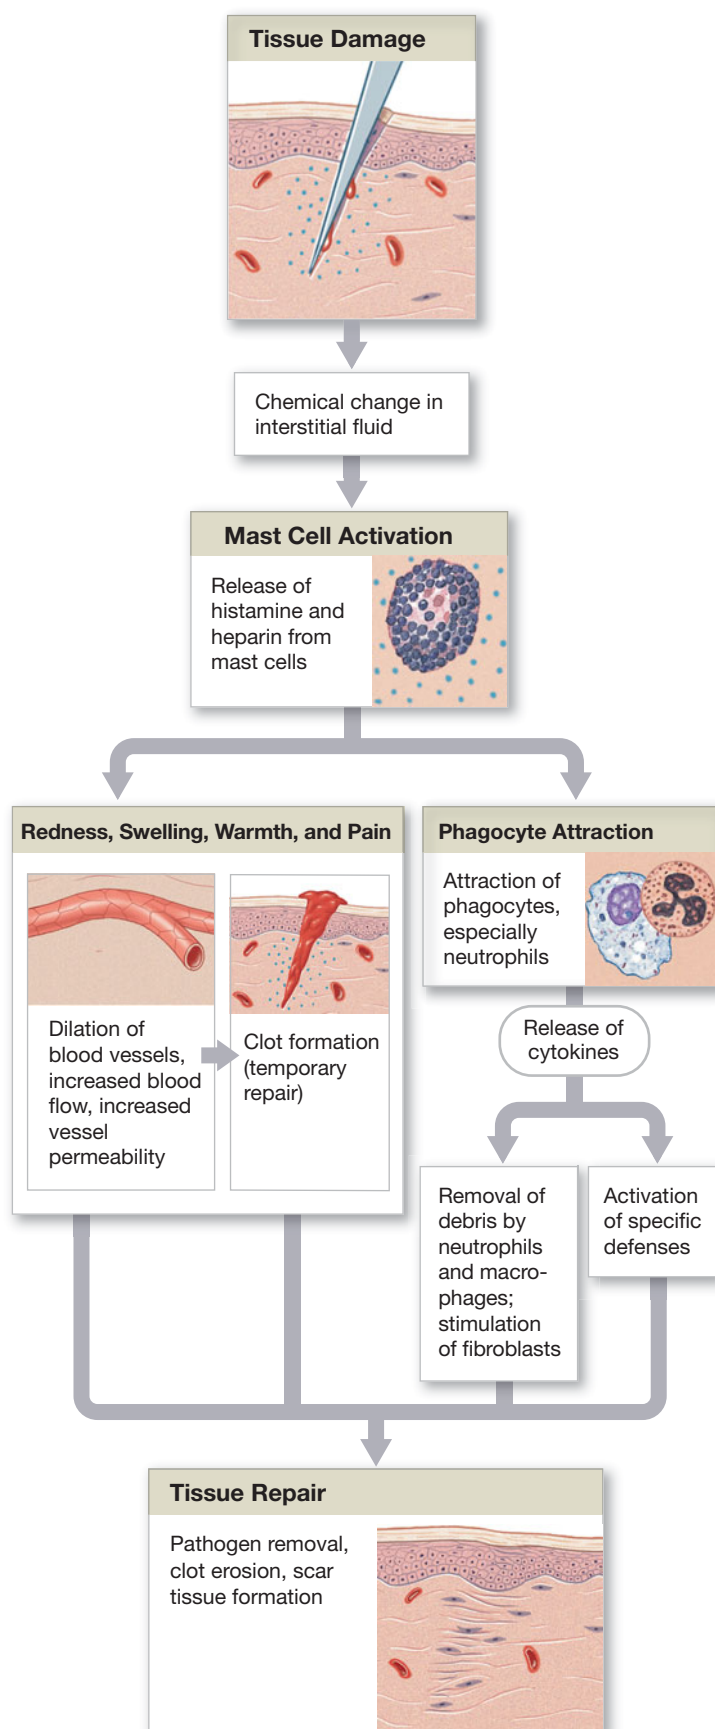 Tissue Damage
Chemical change in
interstitial fluid
Mast Cell Activation
Release of
histamine and
heparin from
mast cells
Redness, Swelling, Warmth, and Pain
Dilation of
blood vessels,
increased blood
flow, increased
vessel
permeability
Clot formation
(temporary
repair)
Phagocyte Attraction
Attraction of
phagocytes,
especially
neutrophils
Release of
cytokines
Removal of
debris by
neutrophils
and macro-
phages;
stimulation
of fibroblasts
Activation
of specific
defenses
Tissue Repair
Pathogen removal,
clot erosion, scar
tissue formation